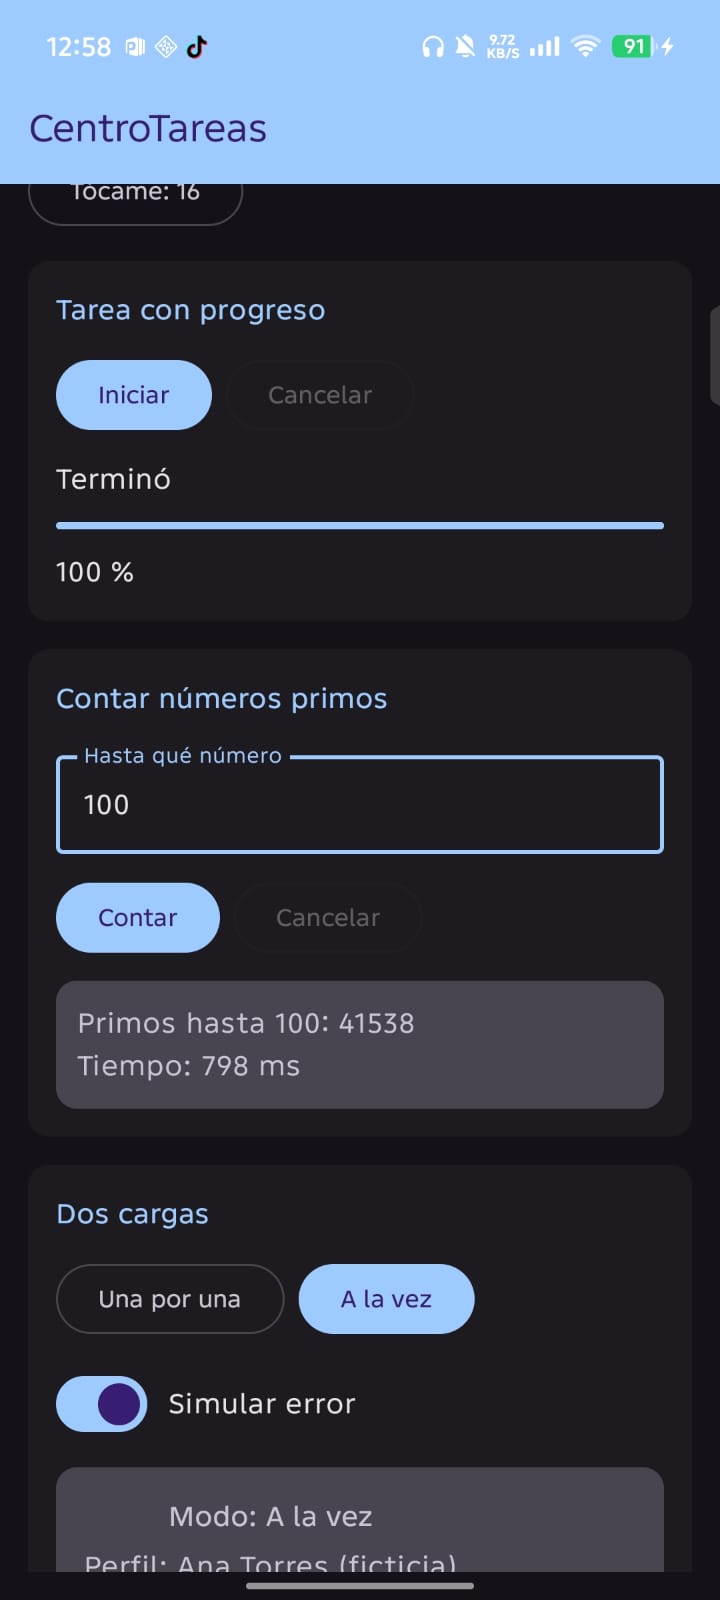 12:58
9.72
KB/S
91
CentroTareas
Tócame: 16
Tarea con progreso
Iniciar
Cancelar
Terminó
100 %
Contar números primos
Hasta qué número
100
Contar
Cancelar
Primos hasta 100: 41538
Tiempo: 798 ms
Dos cargas
Una por una
A la vez
Simular error
Modo: A la vez
Perfil: Ana Torres (ficticia)